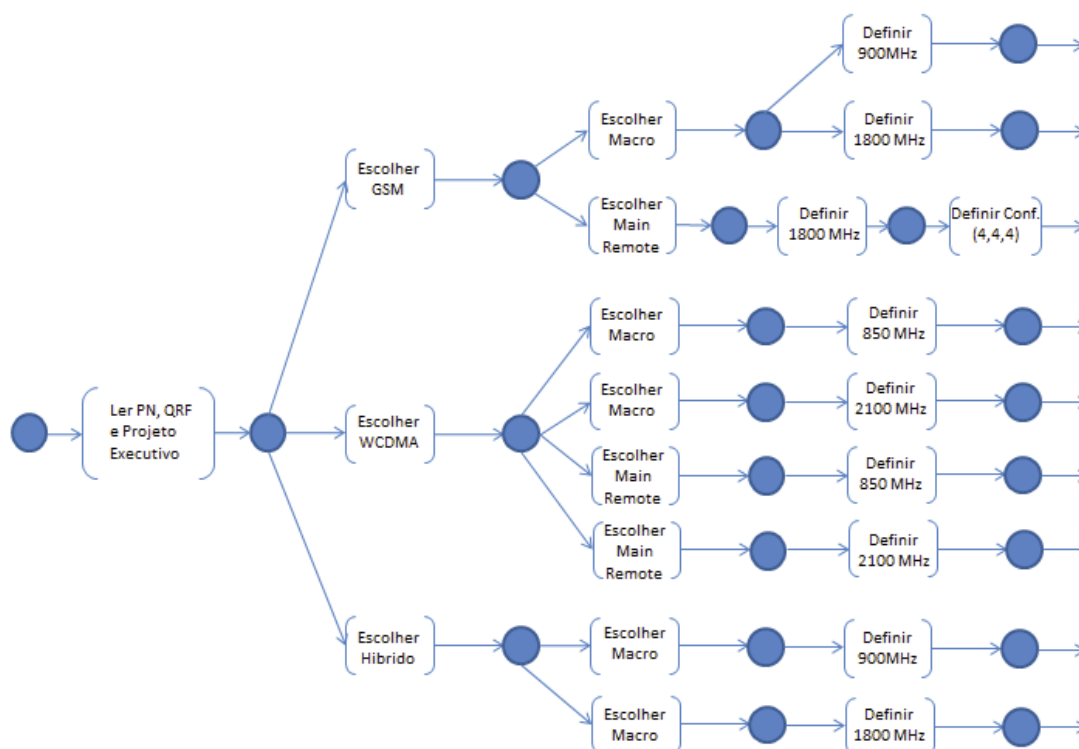 Definir
900MHz
Escolher
Macro
Definir
1800 MHz
Escolher
GSM
Escolher
Main
Remote
Definir
1800 MHz
Definir Conf.
(4,4,4)
Escolher
Macro
Definir
850 MHz
Ler PN, QRF
e Projeto
Executivo
Escolher
WCDMA
Escolher
Macro
Definir
2100 MHz
Escolher
Main
Remote
Definir
850 MHz
Escolher
Main
Remote
Definir
2100 MHz
Escolher
Hibrido
Escolher
Macro
Definir
900MHz
Escolher
Macro
Definir
1800 MHz